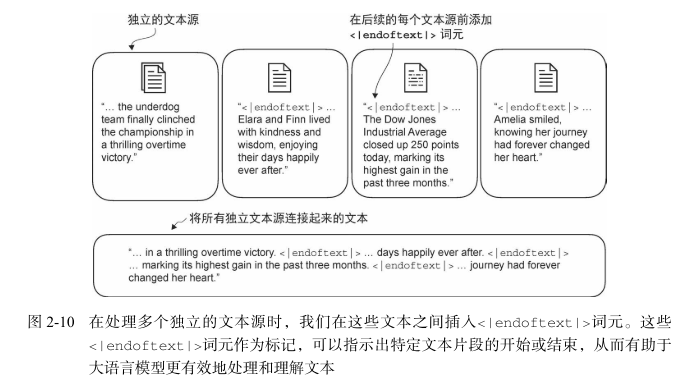 独立的文本源
在后续的每个文本源前添加
<|endoftext|> 词元
“… the underdog
team finally clinched
the championship in
a thrilling overtime
victory.”
“<|endoftext|> …
Elara and Finn lived
with kindness and
wisdom, enjoying
their days happily
ever after.”
“<|endoftext|> …
The Dow Jones
Industrial Average
closed up 250 points
today, marking its
highest gain in the
past three months.”
“<|endoftext|> …
Amelia smiled,
knowing her journey
had forever changed
her heart.”
将所有独立文本源连接起来的文本
“… in a thrilling overtime victory. <|endoftext|> … days happily ever after. <|endoftext|>
… marking its highest gain in the past three months. <|endoftext|> … journey had forever
changed her heart.”
图 2-10 在处理多个独立的文本源时，我们在这些文本之间插入<|endoftext|>词元。这些
<|endoftext|>词元作为标记，可以指示出特定文本片段的开始或结束，从而有助于
大语言模型更有效地处理和理解文本